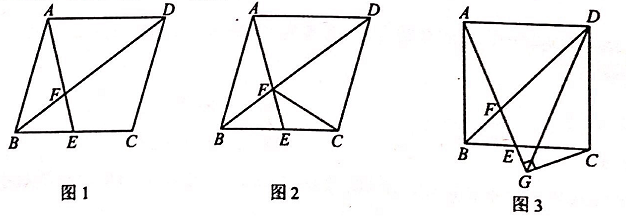 A D A D A D
F F F
B E C B E C B E C
G
图1 图2 图3